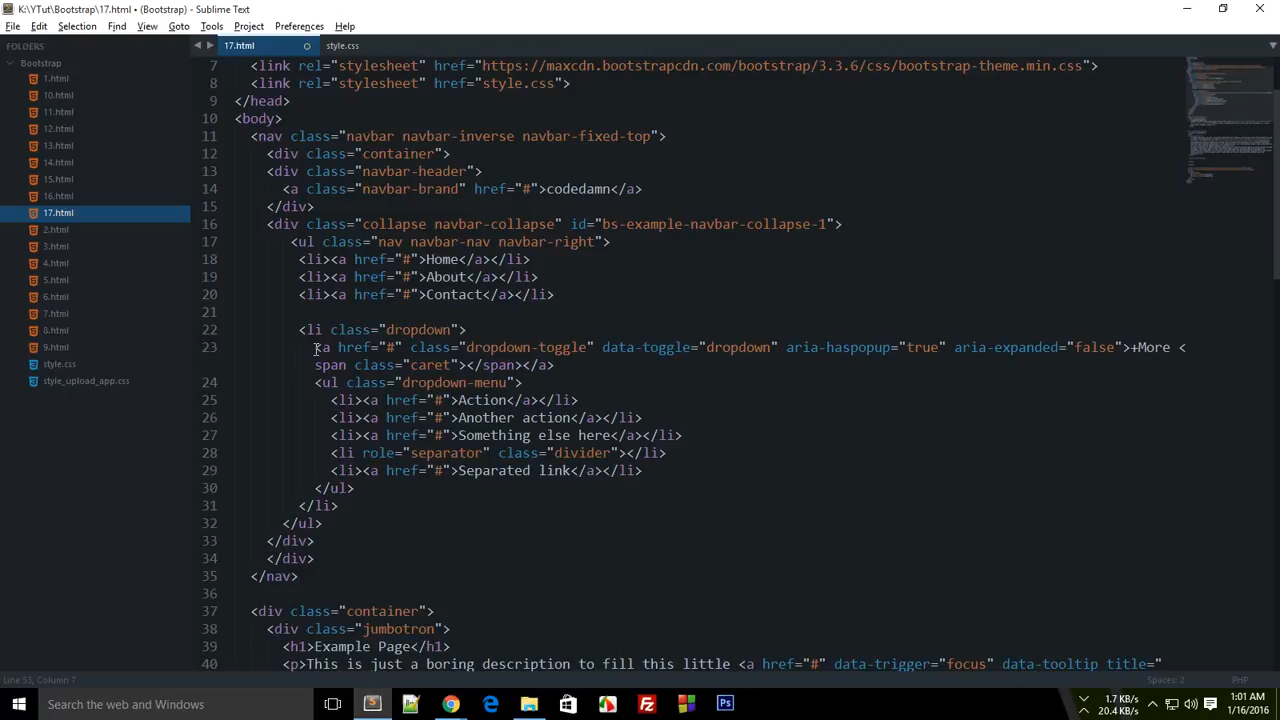 K:\YTut\Bootstrap\17.html • (Bootstrap) - Sublime Text
File Edit Selection Find View Goto Tools Project Preferences Help
FOLDERS
Bootstrap
1.html
10.html
11.html
12.html
13.html
14.html
15.html
16.html
17.html
2.html
3.html
4.html
5.html
6.html
7.html
8.html
9.html
style.css
style_upload_app.css
17.html style.css
7 <link rel="stylesheet" href="https://maxcdn.bootstrapcdn.com/bootstrap/3.3.6/css/bootstrap-theme.min.css">
8 <link rel="stylesheet" href="style.css">
9 </head>
10 <body>
11 <nav class="navbar navbar-inverse navbar-fixed-top">
12 <div class="container">
13 <div class="navbar-header">
14 <a class="navbar-brand" href="#">codedamn</a>
15 </div>
16 <div class="collapse navbar-collapse" id="bs-example-navbar-collapse-1">
17 <ul class="nav navbar-nav navbar-right">
18 <li><a href="#">Home</a></li>
19 <li><a href="#">About</a></li>
20 <li><a href="#">Contact</a></li>
21
22 <li class="dropdown">
23 <a href="#" class="dropdown-toggle" data-toggle="dropdown" aria-haspopup="true" aria-expanded="false">+More <
span class="caret"></span></a>
24 <ul class="dropdown-menu">
25 <li><a href="#">Action</a></li>
26 <li><a href="#">Another action</a></li>
27 <li><a href="#">Something else here</a></li>
28 <li role="separator" class="divider"></li>
29 <li><a href="#">Separated link</a></li>
30 </ul>
31 </li>
32 </ul>
33 </div>
34 </div>
35 </nav>
36
37 <div class="container">
38 <div class="jumbotron">
39 <h1>Example Page</h1>
40 <p>This is just a boring description to fill this little <a href="#" data-trigger="focus" data-tooltip title="
Line 53, Column 7 Spaces: 2 PHP
Search the web and Windows
1.7 KB/s
20.4 KB/s
1:01 AM
1/16/2016